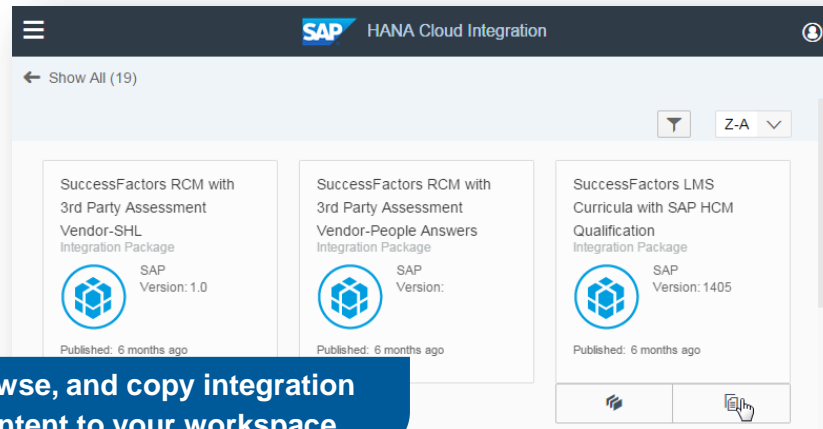 SAP HANA Cloud Integration
Show All (19)
Z-A
SuccessFactors RCM with
3rd Party Assessment
Vendor-SHL
Integration Package
SAP
Version: 1.0
Published: 6 months ago
SuccessFactors RCM with
3rd Party Assessment
Vendor-People Answers
Integration Package
SAP
Version:
Published: 6 months ago
SuccessFactors LMS
Curricula with SAP HCM
Qualification
Integration Package
SAP
Version: 1405
Published: 6 months ago
and copy integration
to your workspace